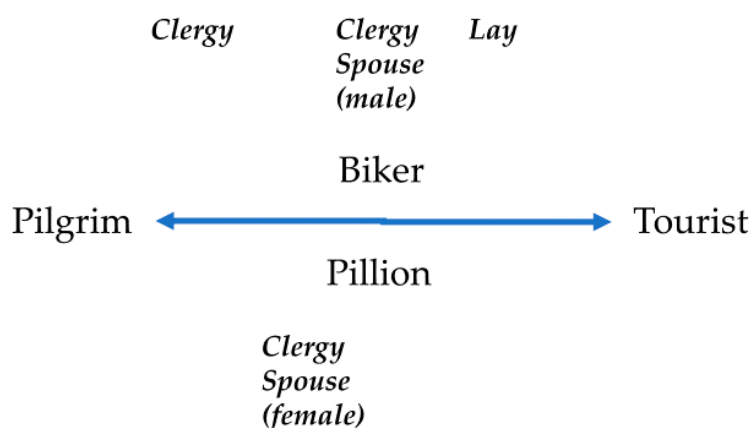 Clergy Clergy Lay
Spouse
(male)
Biker
Pilgrim Tourist
Pillion
Clergy
Spouse
(female)